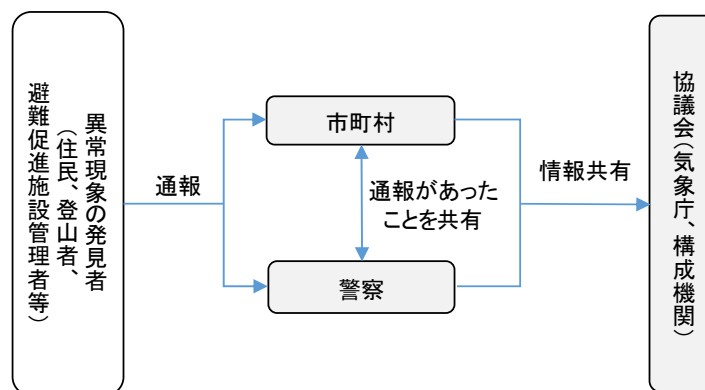 異常現象の発見者
（住民、登山者、
避難促進施設管理者等）
通報
市町村
通報があった
ことを共有
警察
情報共有
協議会（気象庁、構成機関）